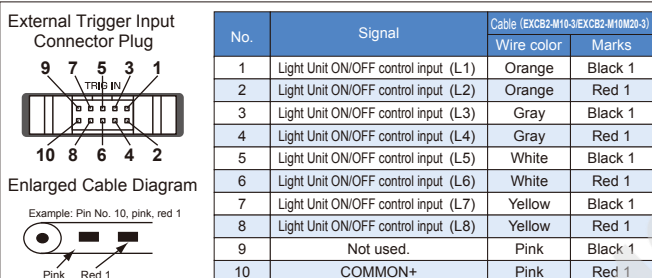 External Trigger Input
Connector Plug
9 7 5 3 1
TRIG IN
10 8 6 4 2
Enlarged Cable Diagram
Example: Pin No. 10, pink, red 1
Pink Red 1
No. Signal Cable (EXCB2-M10-3/EXCB2-M10M20-3)
Wire color Marks
1 Light Unit ON/OFF control input (L1) Orange Black 1
2 Light Unit ON/OFF control input (L2) Orange Red 1
3 Light Unit ON/OFF control input (L3) Gray Black 1
4 Light Unit ON/OFF control input (L4) Gray Red 1
5 Light Unit ON/OFF control input (L5) White Black 1
6 Light Unit ON/OFF control input (L6) White Red 1
7 Light Unit ON/OFF control input (L7) Yellow Black 1
8 Light Unit ON/OFF control input (L8) Yellow Red 1
9 Not used. Pink Black 1
10 COMMON+ Pink Red 1